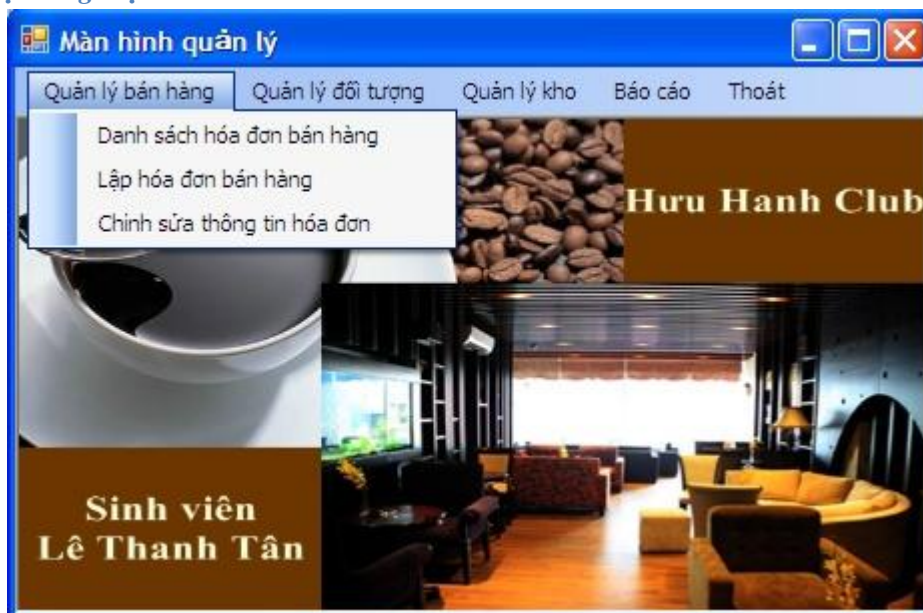 Màn hình quản lý
Quản lý bán hàng Quản lý đối tượng Quản lý kho Báo cáo Thoát
Danh sách hóa đơn bán hàng
Lập hóa đơn bán hàng
Chỉnh sửa thông tin hóa đơn
Hưu Hanh Club
Sinh viên
Lê Thanh Tân